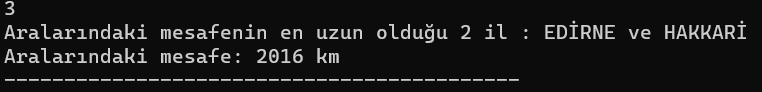 3
Aralarındaki mesafenin en uzun olduğu 2 il : EDİRNE ve HAKKARİ
Aralarındaki mesafe: 2016 km
-------------------------------------------